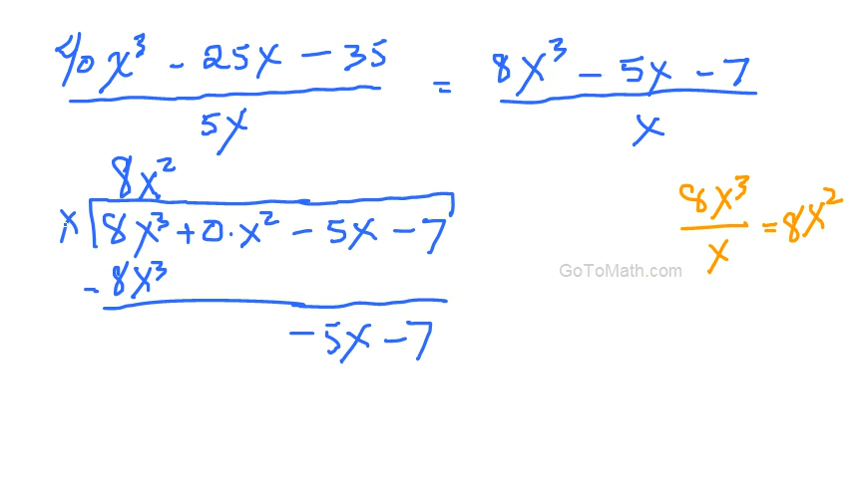 40x³ - 25x - 35 = 8x³ - 5x - 7
5x x
8x²
x 8x³ + 0·x² - 5x - 7
8x³ = 8x²
x
GoToMath.com
- 8x³
- 5x - 7